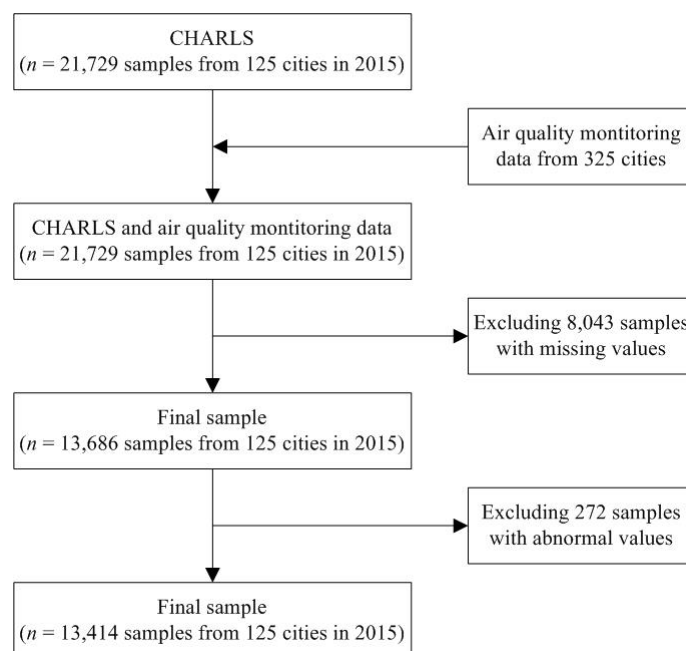 CHARLS
(n = 21,729 samples from 125 cities in 2015)
Air quality montitoring
data from 325 cities
CHARLS and air quality montitoring data
(n = 21,729 samples from 125 cities in 2015)
Excluding 8,043 samples
with missing values
Final sample
(n = 13,686 samples from 125 cities in 2015)
Excluding 272 samples
with abnormal values
Final sample
(n = 13,414 samples from 125 cities in 2015)